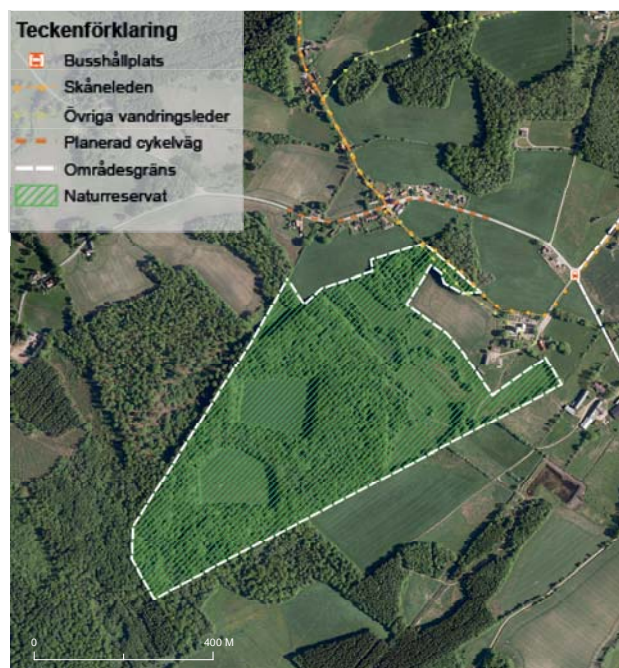 Teckenförklaring
Busshållplats
Skåneleden
Övriga vandringsleder
Planerad cykelväg
Områdesgräns
Naturreservat
0 400 M